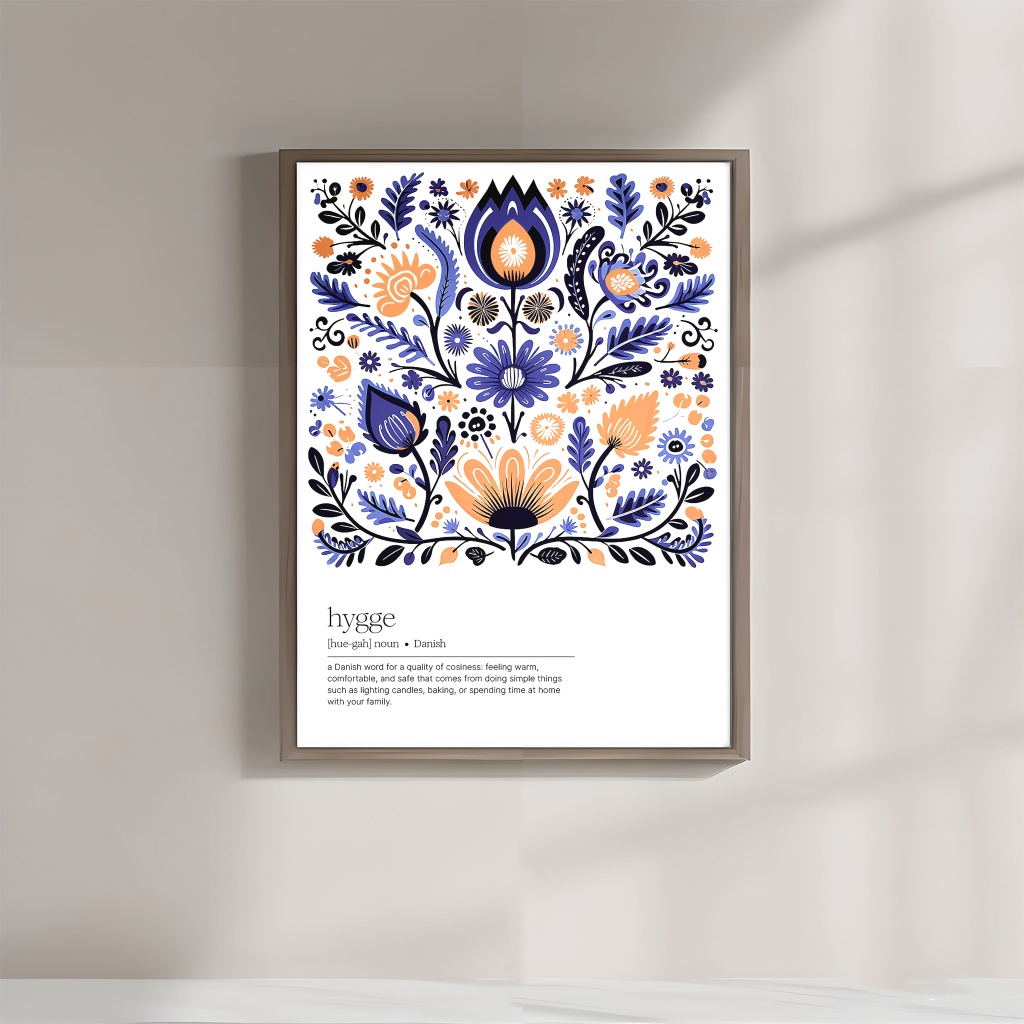 hygge
[hue-gah] noun • Danish
a Danish word for a quality of cosiness: feeling warm,
comfortable, and safe that comes from doing simple things
such as lighting candles, baking, or spending time at home
with your family.